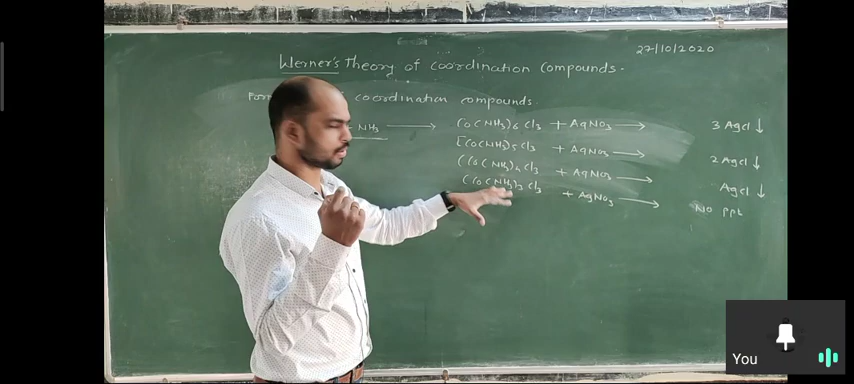 27/10/2020
Werner's Theory of coordination compounds.
For coordination compounds.
NH₃ ⟶ Co(NH₃)₆ Cl₃ + AgNO₃ ⟶ 3 Agcl ↓
[Co(NH₃)₅ Cl₃ + AgNO₃ ⟶ 2 Agcl ↓
(Co(NH₃)₄ Cl₃ + AgNO₃ ⟶ Agcl ↓
(Co(NH₃)₃ Cl₃ + AgNO₃ ⟶ No ppt
You